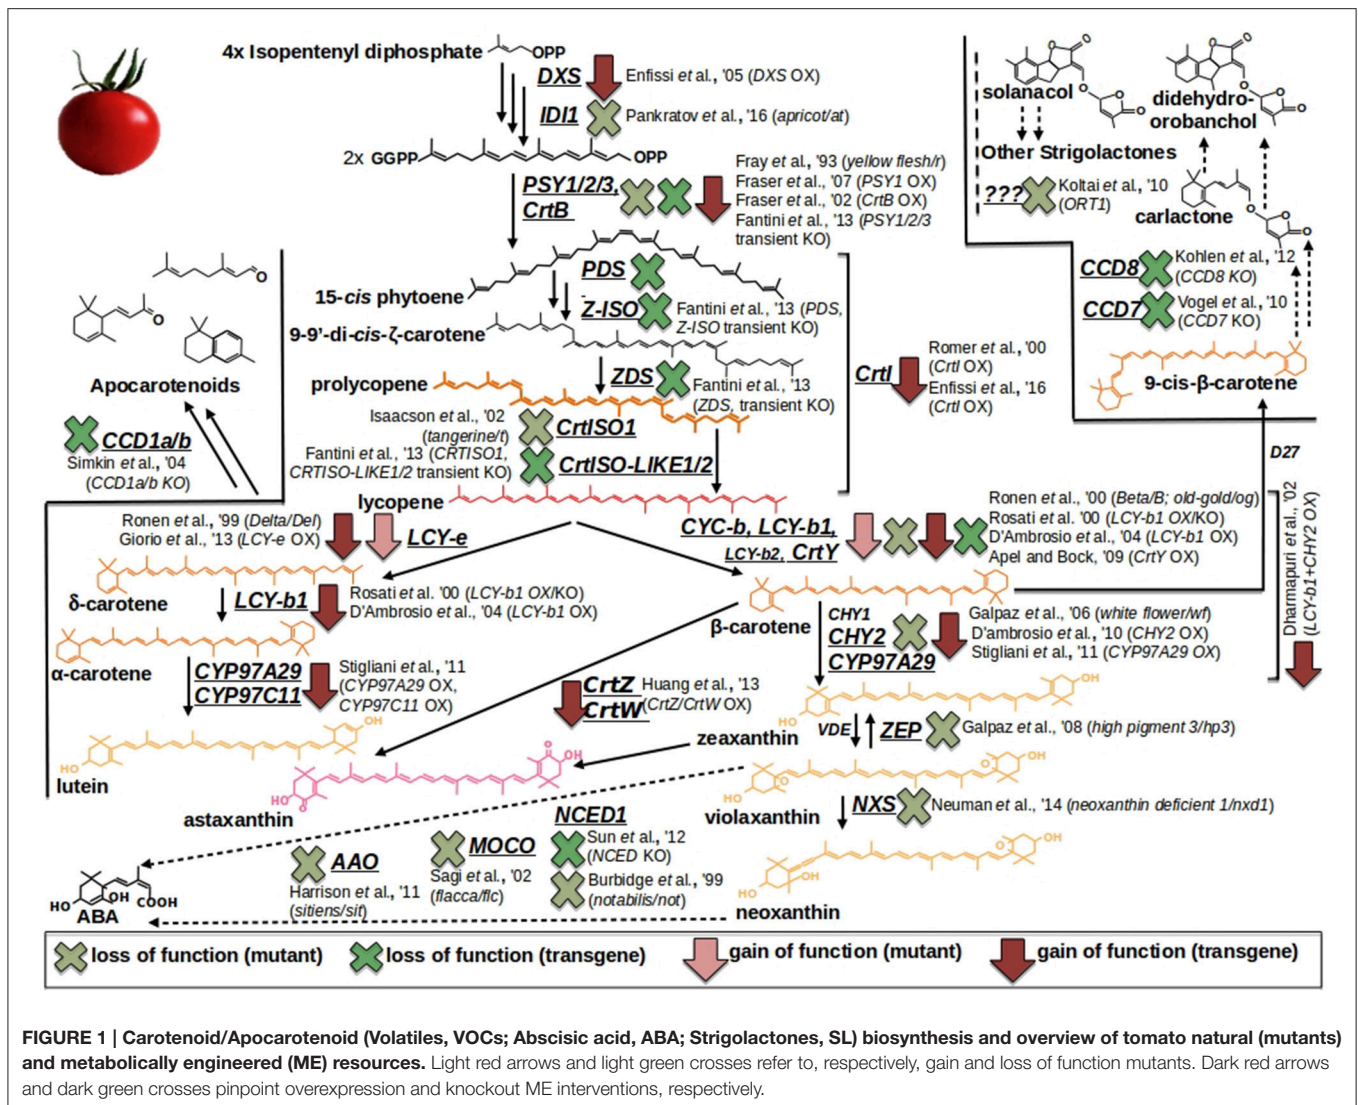 4x Isopentenyl diphosphate
OPP
DXS
Enfissi et al., '05 (DXS OX)
IDI1
Pankratov et al., '16 (apricot/at)
2x GGPP
OPP
PSY1/2/3,
CrtB
Fray et al., '93 (yellow flesh/r)
Fraser et al., '07 (PSY1 OX)
Fraser et al., '02 (CrtB OX)
Fantini et al., '13 (PSY1/2/3
transient KO)
15-cis phytoene
PDS
Z-ISO
Fantini et al., '13 (PDS,
Z-ISO transient KO)
9-9'-di-cis-ζ-carotene
ZDS
Fantini et al., '13
(ZDS, transient KO)
prolycopene
Isaacson et al., '02
(tangerine/t)
CrtISO1
Fantini et al., '13 (CRTISO1,
CRTISO-LIKE1/2 transient KO)
CrtISO-LIKE1/2
CrtI
Romer et al., '00
(CrtI OX)
Enfissi et al., '16
(CrtI OX)
lycopene
O
O
Apocarotenoids
CCD1a/b
Simkin et al., '04
(CCD1a/b KO)
solanacol
didehydro-
orobanchol
Other Strigolactones
???
Koltai et al., '10
(ORT1)
carlactone
CCD8
Kohlen et al., '12
(CCD8 KO)
CCD7
Vogel et al., '10
(CCD7 KO)
9-cis-β-carotene
D27
Ronen et al., '99 (Delta/Del)
Giorio et al., '13 (LCY-e OX)
LCY-e
CYC-b, LCY-b1,
LCY-b2, CrtY
Ronen et al., '00 (Beta/B; old-gold/og)
Rosati et al. '00 (LCY-b1 OX/KO)
D'Ambrosio et al., '04 (LCY-b1 OX)
Apel and Bock, '09 (CrtY OX)
Dharmapuri et al., '02
(LCY-b1+CHY2 OX)
δ-carotene
LCY-b1
Rosati et al. '00 (LCY-b1 OX/KO)
D'Ambrosio et al., '04 (LCY-b1 OX)
β-carotene
CHY1
CHY2
CYP97A29
Galpaz et al., '06 (white flower/wf)
D'ambrosio et al., '10 (CHY2 OX)
Stigliani et al., '11 (CYP97A29 OX)
α-carotene
CYP97A29
CYP97C11
Stigliani et al., '11
(CYP97A29 OX,
CYP97C11 OX)
CrtZ
CrtW
Huang et al., '13
(CrtZ/CrtW OX)
OH
HO
zeaxanthin
VDE
ZEP
Galpaz et al., '08 (high pigment 3/hp3)
OH
HO
lutein
O
OH
HO
O
astaxanthin
O
OH
O
HO
violaxanthin
NXS
Neuman et al., '14 (neoxanthin deficient 1/nxd1)
NCED1
Sun et al., '12
(NCED KO)
Burbidge et al., '99
(notabilis/not)
MOCO
Sagi et al., '02
(flacca/flc)
AAO
Harrison et al., '11
(sitiens/sit)
O
OH
OH
HO
neoxanthin
HO
OH
COOH
ABA
loss of function (mutant)
loss of function (transgene)
gain of function (mutant)
gain of function (transgene)
FIGURE 1 | Carotenoid/Apocarotenoid (Volatiles, VOCs; Abscisic acid, ABA; Strigolactones, SL) biosynthesis and overview of tomato natural (mutants)
and metabolically engineered (ME) resources. Light red arrows and light green crosses refer to, respectively, gain and loss of function mutants. Dark red arrows
and dark green crosses pinpoint overexpression and knockout ME interventions, respectively.